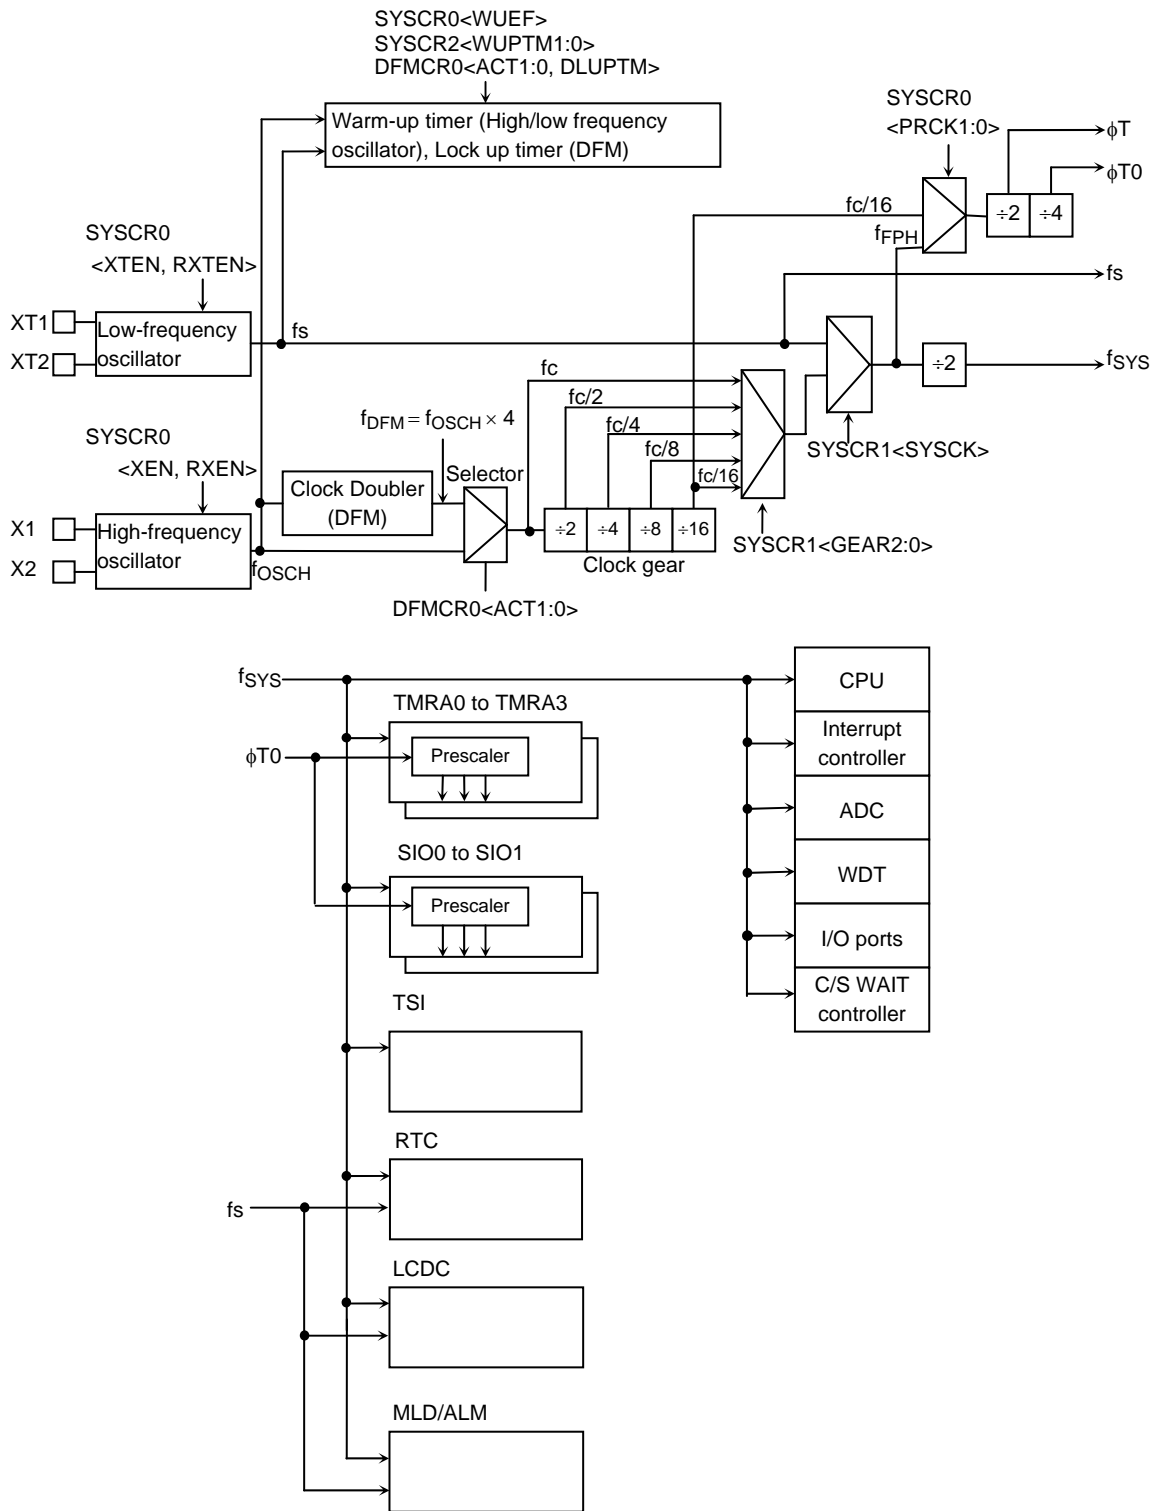 SYSCR0<WUEF>
SYSCR2<WUPTM1:0>
DFMCR0<ACT1:0, DLUPTM>
Warm-up timer (High/low frequency
oscillator), Lock up timer (DFM)
SYSCR0
<PRCK1:0>
ϕT
ϕT0
fc/16
fFPH
÷2
÷4
SYSCR0
<XTEN, RXTEN>
fs
XT1
XT2
Low-frequency
oscillator
fs
fc
fc/2
fc/4
fc/8
fc/16
÷2
fSYS
SYSCR1<SYSCK>
fDFM = fOSCH × 4
SYSCR0
<XEN, RXEN>
Selector
Clock Doubler
(DFM)
X1
X2
High-frequency
oscillator
fOSCH
÷2
÷4
÷8
÷16
Clock gear
SYSCR1<GEAR2:0>
DFMCR0<ACT1:0>
fSYS
TMRA0 to TMRA3
ϕT0
Prescaler
SIO0 to SIO1
Prescaler
TSI
RTC
fs
LCDC
MLD/ALM
CPU
Interrupt
controller
ADC
WDT
I/O ports
C/S WAIT
controller